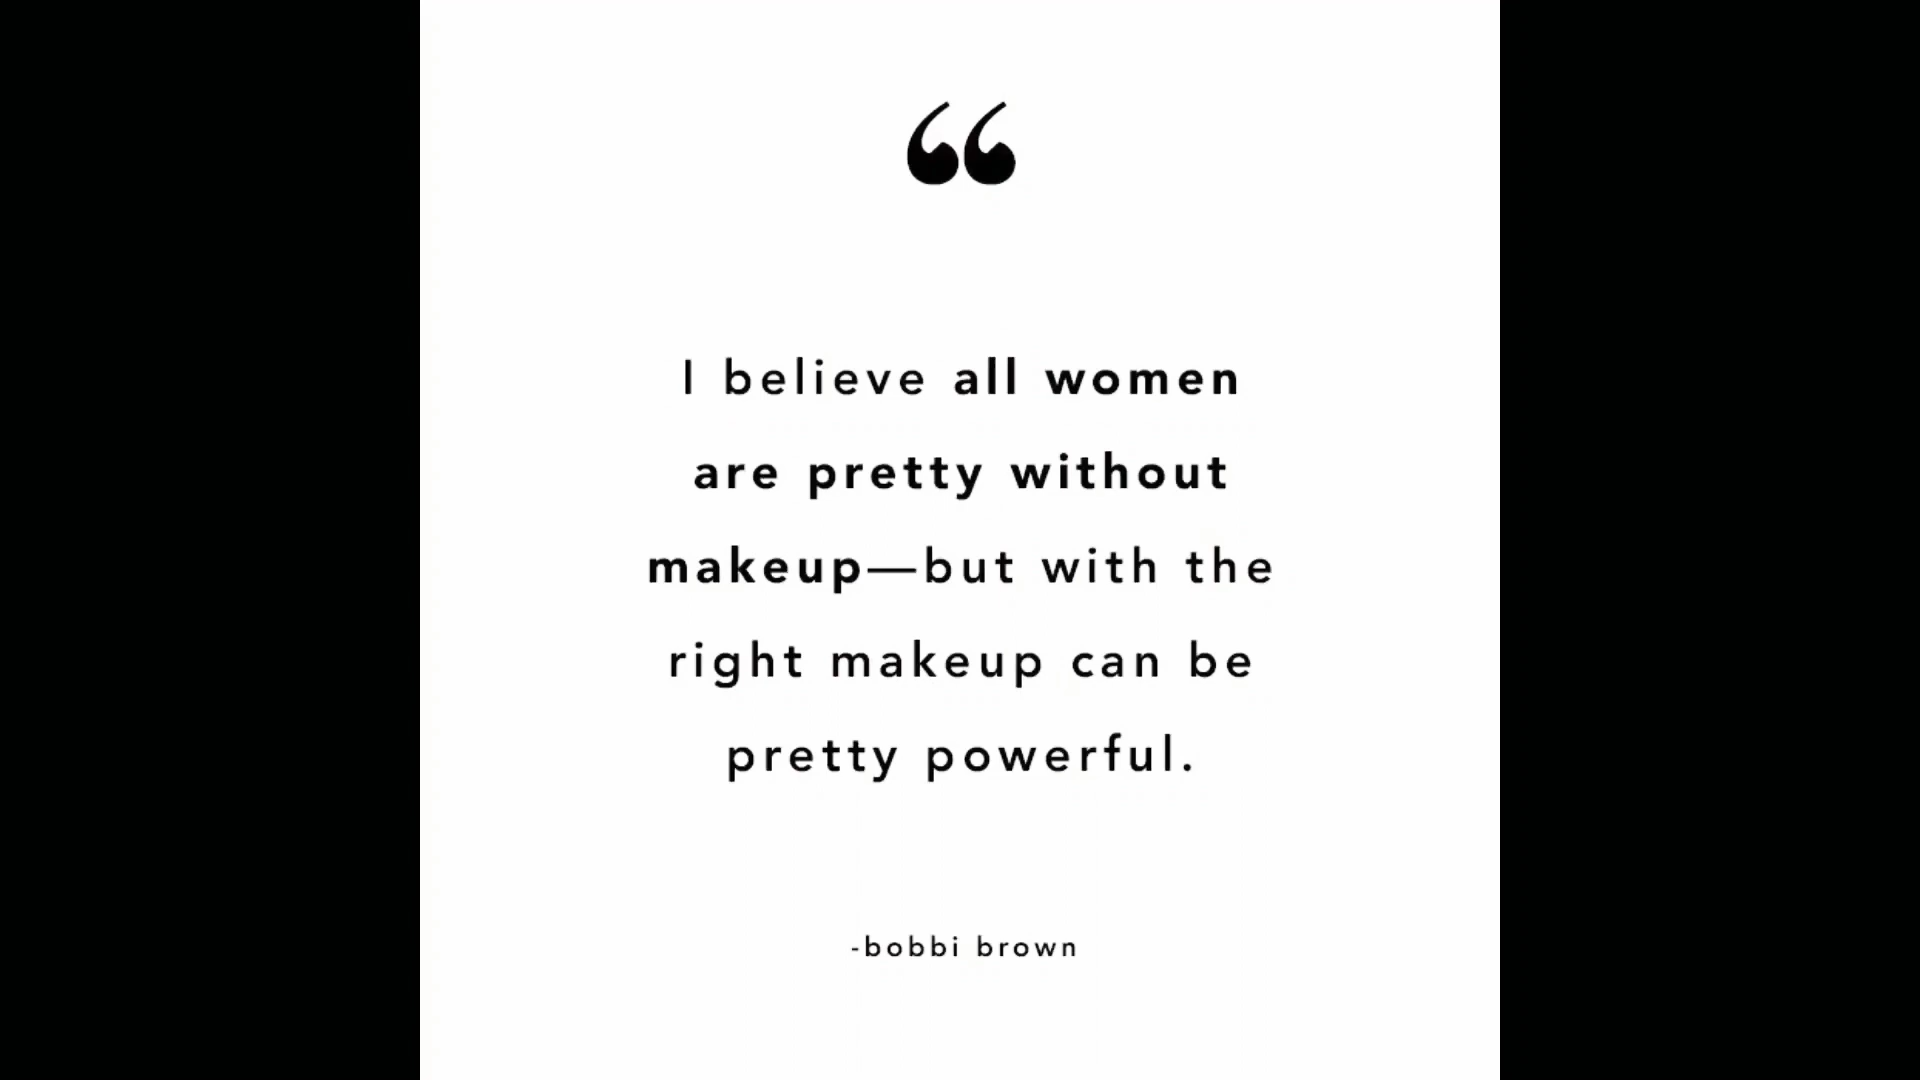 “
I believe all women
are pretty without
makeup—but with the
right makeup can be
pretty powerful.
-bobbi brown